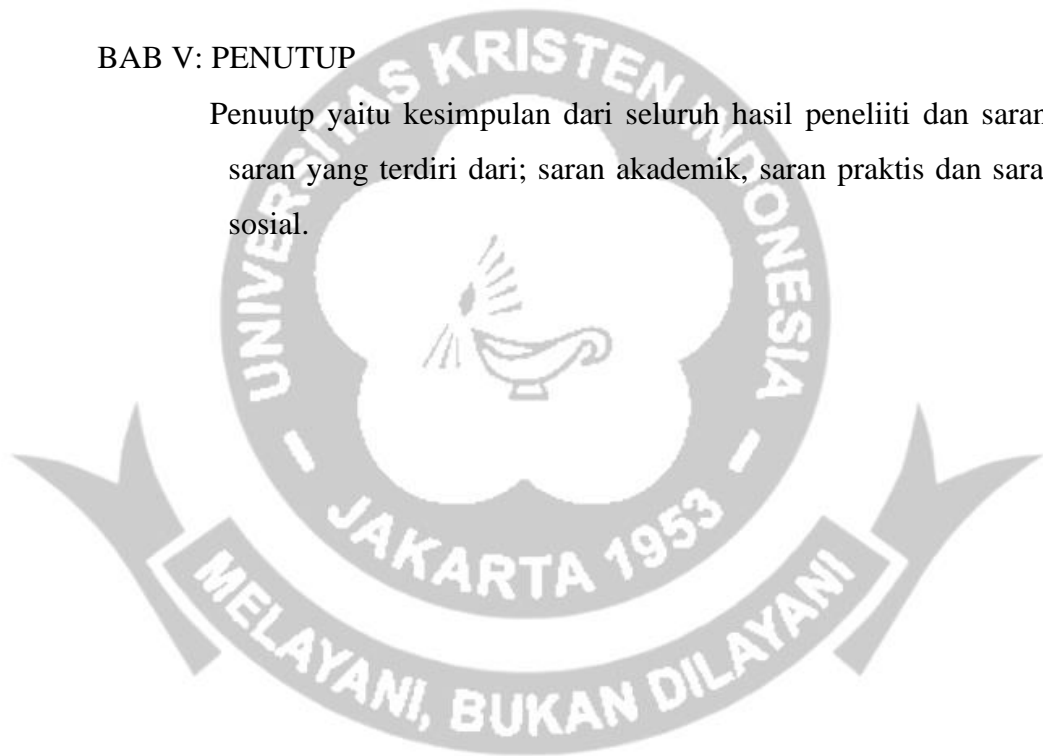 BAB V: PENUTUP
Penuutp yaitu kesimpulan dari seluruh hasil peneliiti dan saran
saran yang terdiri dari; saran akademik, saran praktis dan sara
sosial.
UNIVERSITAS KRISTEN INDONESIA
- JAKARTA 1953 -
MELAYANI, BUKAN DILAYANI